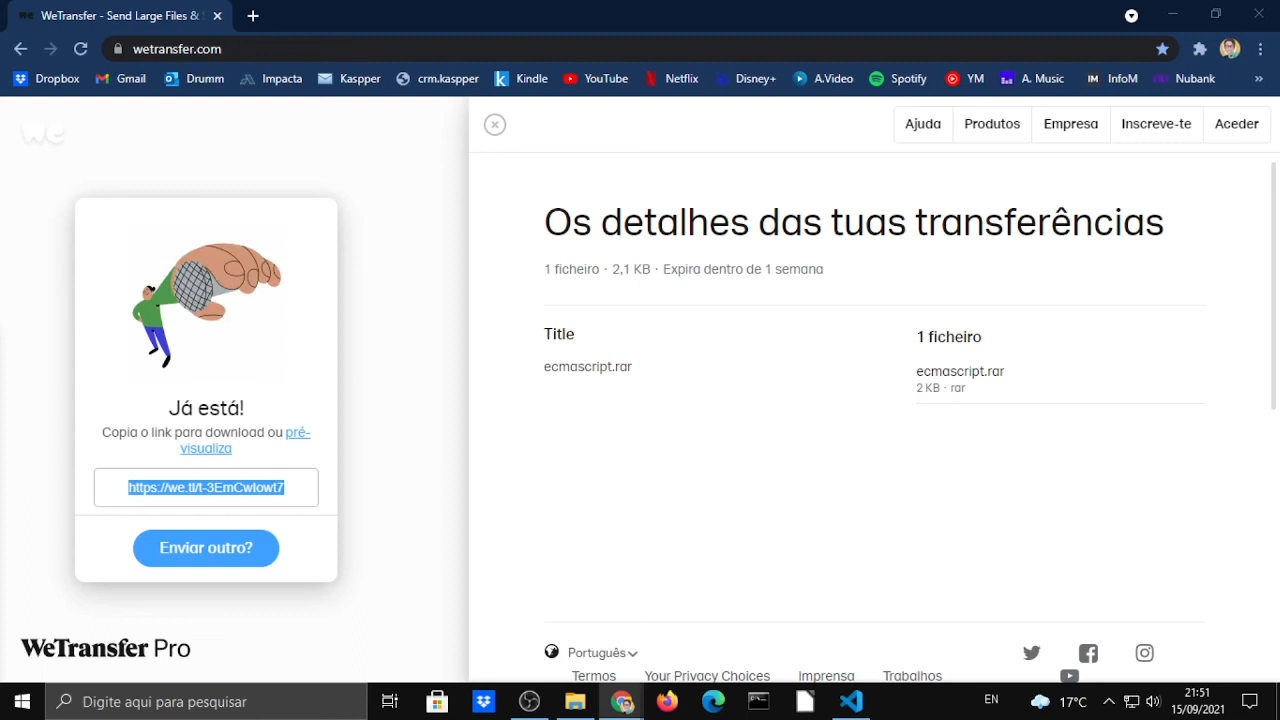 WeTransfer - Send Large Files &
wetransfer.com
Dropbox Gmail Drumm Impacta Kaspper crm.kaspper Kindle YouTube Netflix Disney+ A.Video Spotify YM A. Music InfoM Nubank »
we
Ajuda Produtos Empresa Inscreve-te Aceder
Os detalhes das tuas transferências
1 ficheiro · 2,1 KB · Expira dentro de 1 semana
Title
ecmascript.rar
1 ficheiro
ecmascript.rar
2 KB · rar
Já está!
Copia o link para download ou pré-
visualiza
https://we.tl/t-3EmCwIowt7
Enviar outro?
WeTransfer Pro
Português
Termos Your Privacy Choices Imprensa Trabalhos
Digite aqui para pesquisar
EN
17°C
21:51
15/09/2021